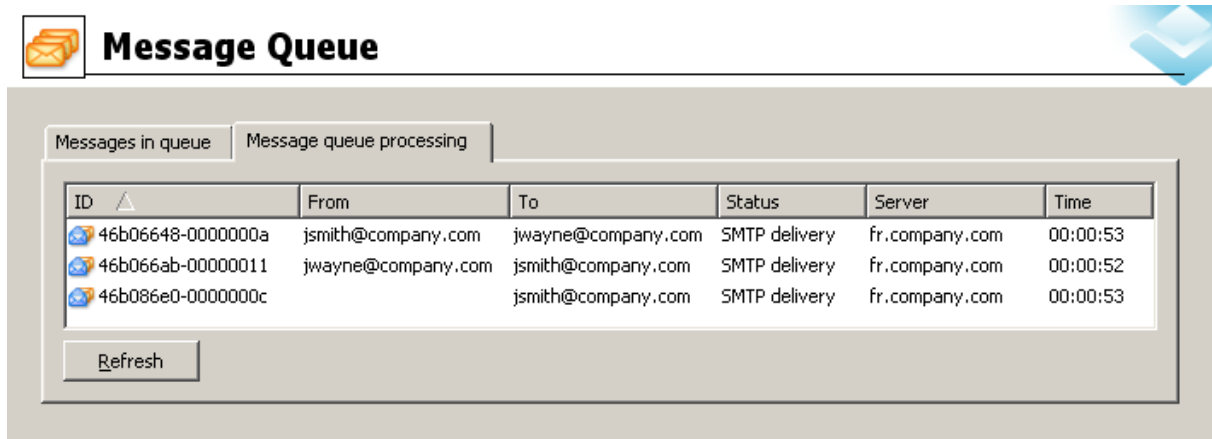 Message Queue
Messages in queue Message queue processing
ID From To Status Server Time
46b06648-0000000a jsmith@company.com jwayne@company.com SMTP delivery fr.company.com 00:00:53
46b066ab-00000011 jwayne@company.com jsmith@company.com SMTP delivery fr.company.com 00:00:52
46b086e0-0000000c jsmith@company.com SMTP delivery fr.company.com 00:00:53
Refresh